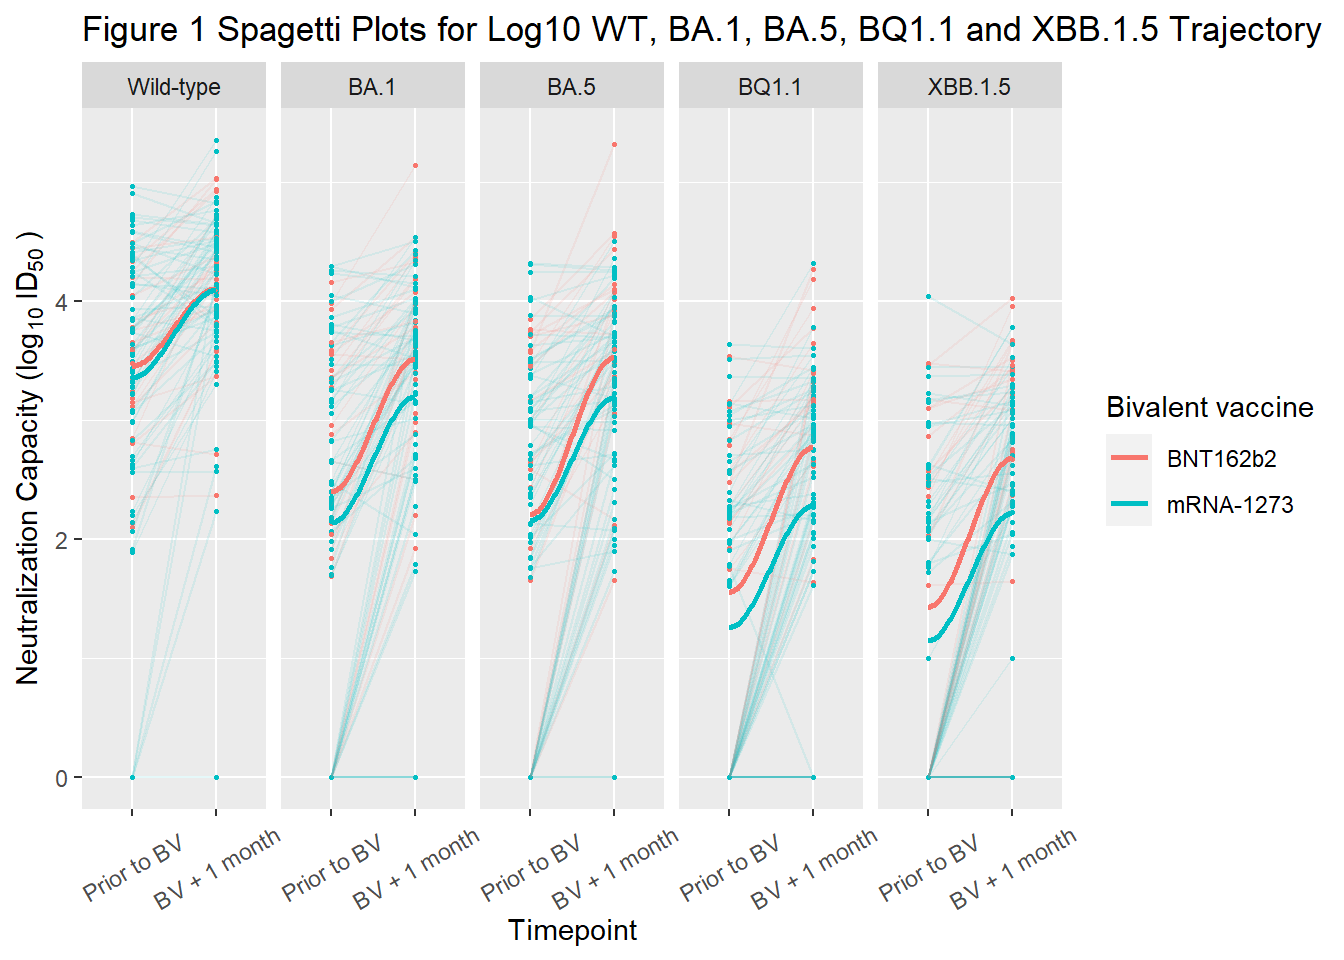 Figure 1 Spagetti Plots for Log10 WT, BA.1, BA.5, BQ1.1 and XBB.1.5 Trajectory
Wild-type BA.1 BA.5 BQ1.1 XBB.1.5
Neutralization Capacity (log10 ID50 )
4
2
0
Prior to BV BV + 1 month Prior to BV BV + 1 month Prior to BV BV + 1 month Prior to BV BV + 1 month Prior to BV BV + 1 month
Timepoint
Bivalent vaccine
BNT162b2
mRNA-1273